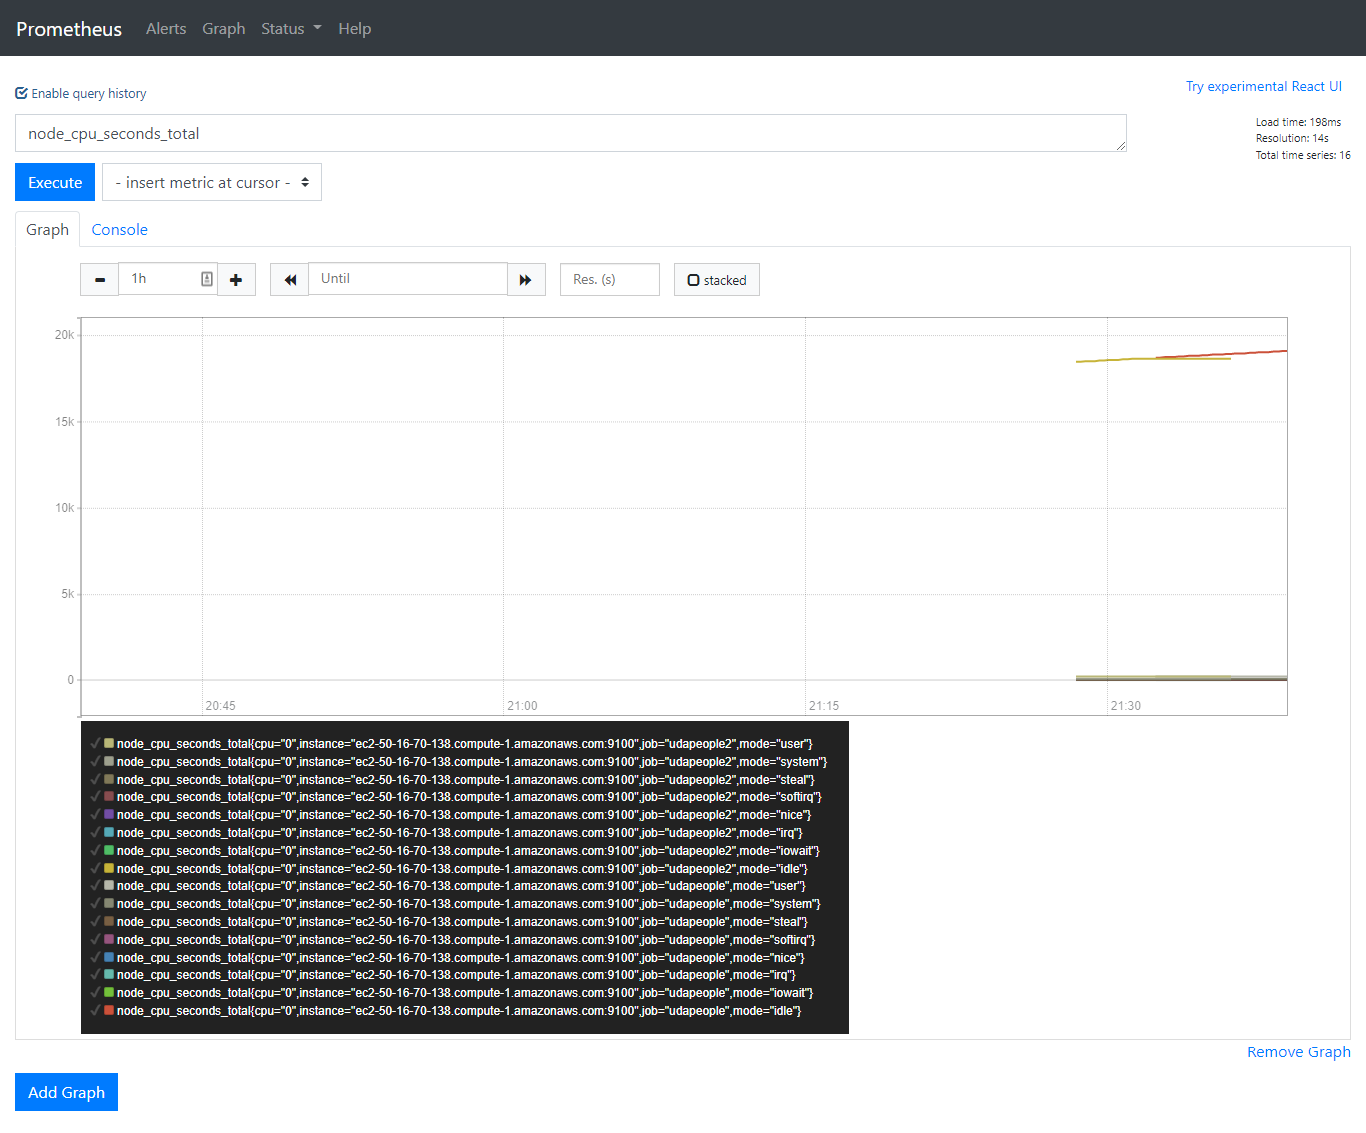 Prometheus Alerts Graph Status Help
Enable query history
Try experimental React UI
node_cpu_seconds_total
Load time: 198ms
Resolution: 14s
Total time series: 16
Execute - insert metric at cursor -
Graph Console
1h Until Res. (s) stacked
20k
15k
10k
5k
0
20:45 21:00 21:15 21:30
node_cpu_seconds_total{cpu="0",instance="ec2-50-16-70-138.compute-1.amazonaws.com:9100",job="udapeople2",mode="user"}
node_cpu_seconds_total{cpu="0",instance="ec2-50-16-70-138.compute-1.amazonaws.com:9100",job="udapeople2",mode="system"}
node_cpu_seconds_total{cpu="0",instance="ec2-50-16-70-138.compute-1.amazonaws.com:9100",job="udapeople2",mode="steal"}
node_cpu_seconds_total{cpu="0",instance="ec2-50-16-70-138.compute-1.amazonaws.com:9100",job="udapeople2",mode="softirq"}
node_cpu_seconds_total{cpu="0",instance="ec2-50-16-70-138.compute-1.amazonaws.com:9100",job="udapeople2",mode="nice"}
node_cpu_seconds_total{cpu="0",instance="ec2-50-16-70-138.compute-1.amazonaws.com:9100",job="udapeople2",mode="irq"}
node_cpu_seconds_total{cpu="0",instance="ec2-50-16-70-138.compute-1.amazonaws.com:9100",job="udapeople2",mode="iowait"}
node_cpu_seconds_total{cpu="0",instance="ec2-50-16-70-138.compute-1.amazonaws.com:9100",job="udapeople2",mode="idle"}
node_cpu_seconds_total{cpu="0",instance="ec2-50-16-70-138.compute-1.amazonaws.com:9100",job="udapeople",mode="user"}
node_cpu_seconds_total{cpu="0",instance="ec2-50-16-70-138.compute-1.amazonaws.com:9100",job="udapeople",mode="system"}
node_cpu_seconds_total{cpu="0",instance="ec2-50-16-70-138.compute-1.amazonaws.com:9100",job="udapeople",mode="steal"}
node_cpu_seconds_total{cpu="0",instance="ec2-50-16-70-138.compute-1.amazonaws.com:9100",job="udapeople",mode="softirq"}
node_cpu_seconds_total{cpu="0",instance="ec2-50-16-70-138.compute-1.amazonaws.com:9100",job="udapeople",mode="nice"}
node_cpu_seconds_total{cpu="0",instance="ec2-50-16-70-138.compute-1.amazonaws.com:9100",job="udapeople",mode="irq"}
node_cpu_seconds_total{cpu="0",instance="ec2-50-16-70-138.compute-1.amazonaws.com:9100",job="udapeople",mode="iowait"}
node_cpu_seconds_total{cpu="0",instance="ec2-50-16-70-138.compute-1.amazonaws.com:9100",job="udapeople",mode="idle"}
Remove Graph
Add Graph